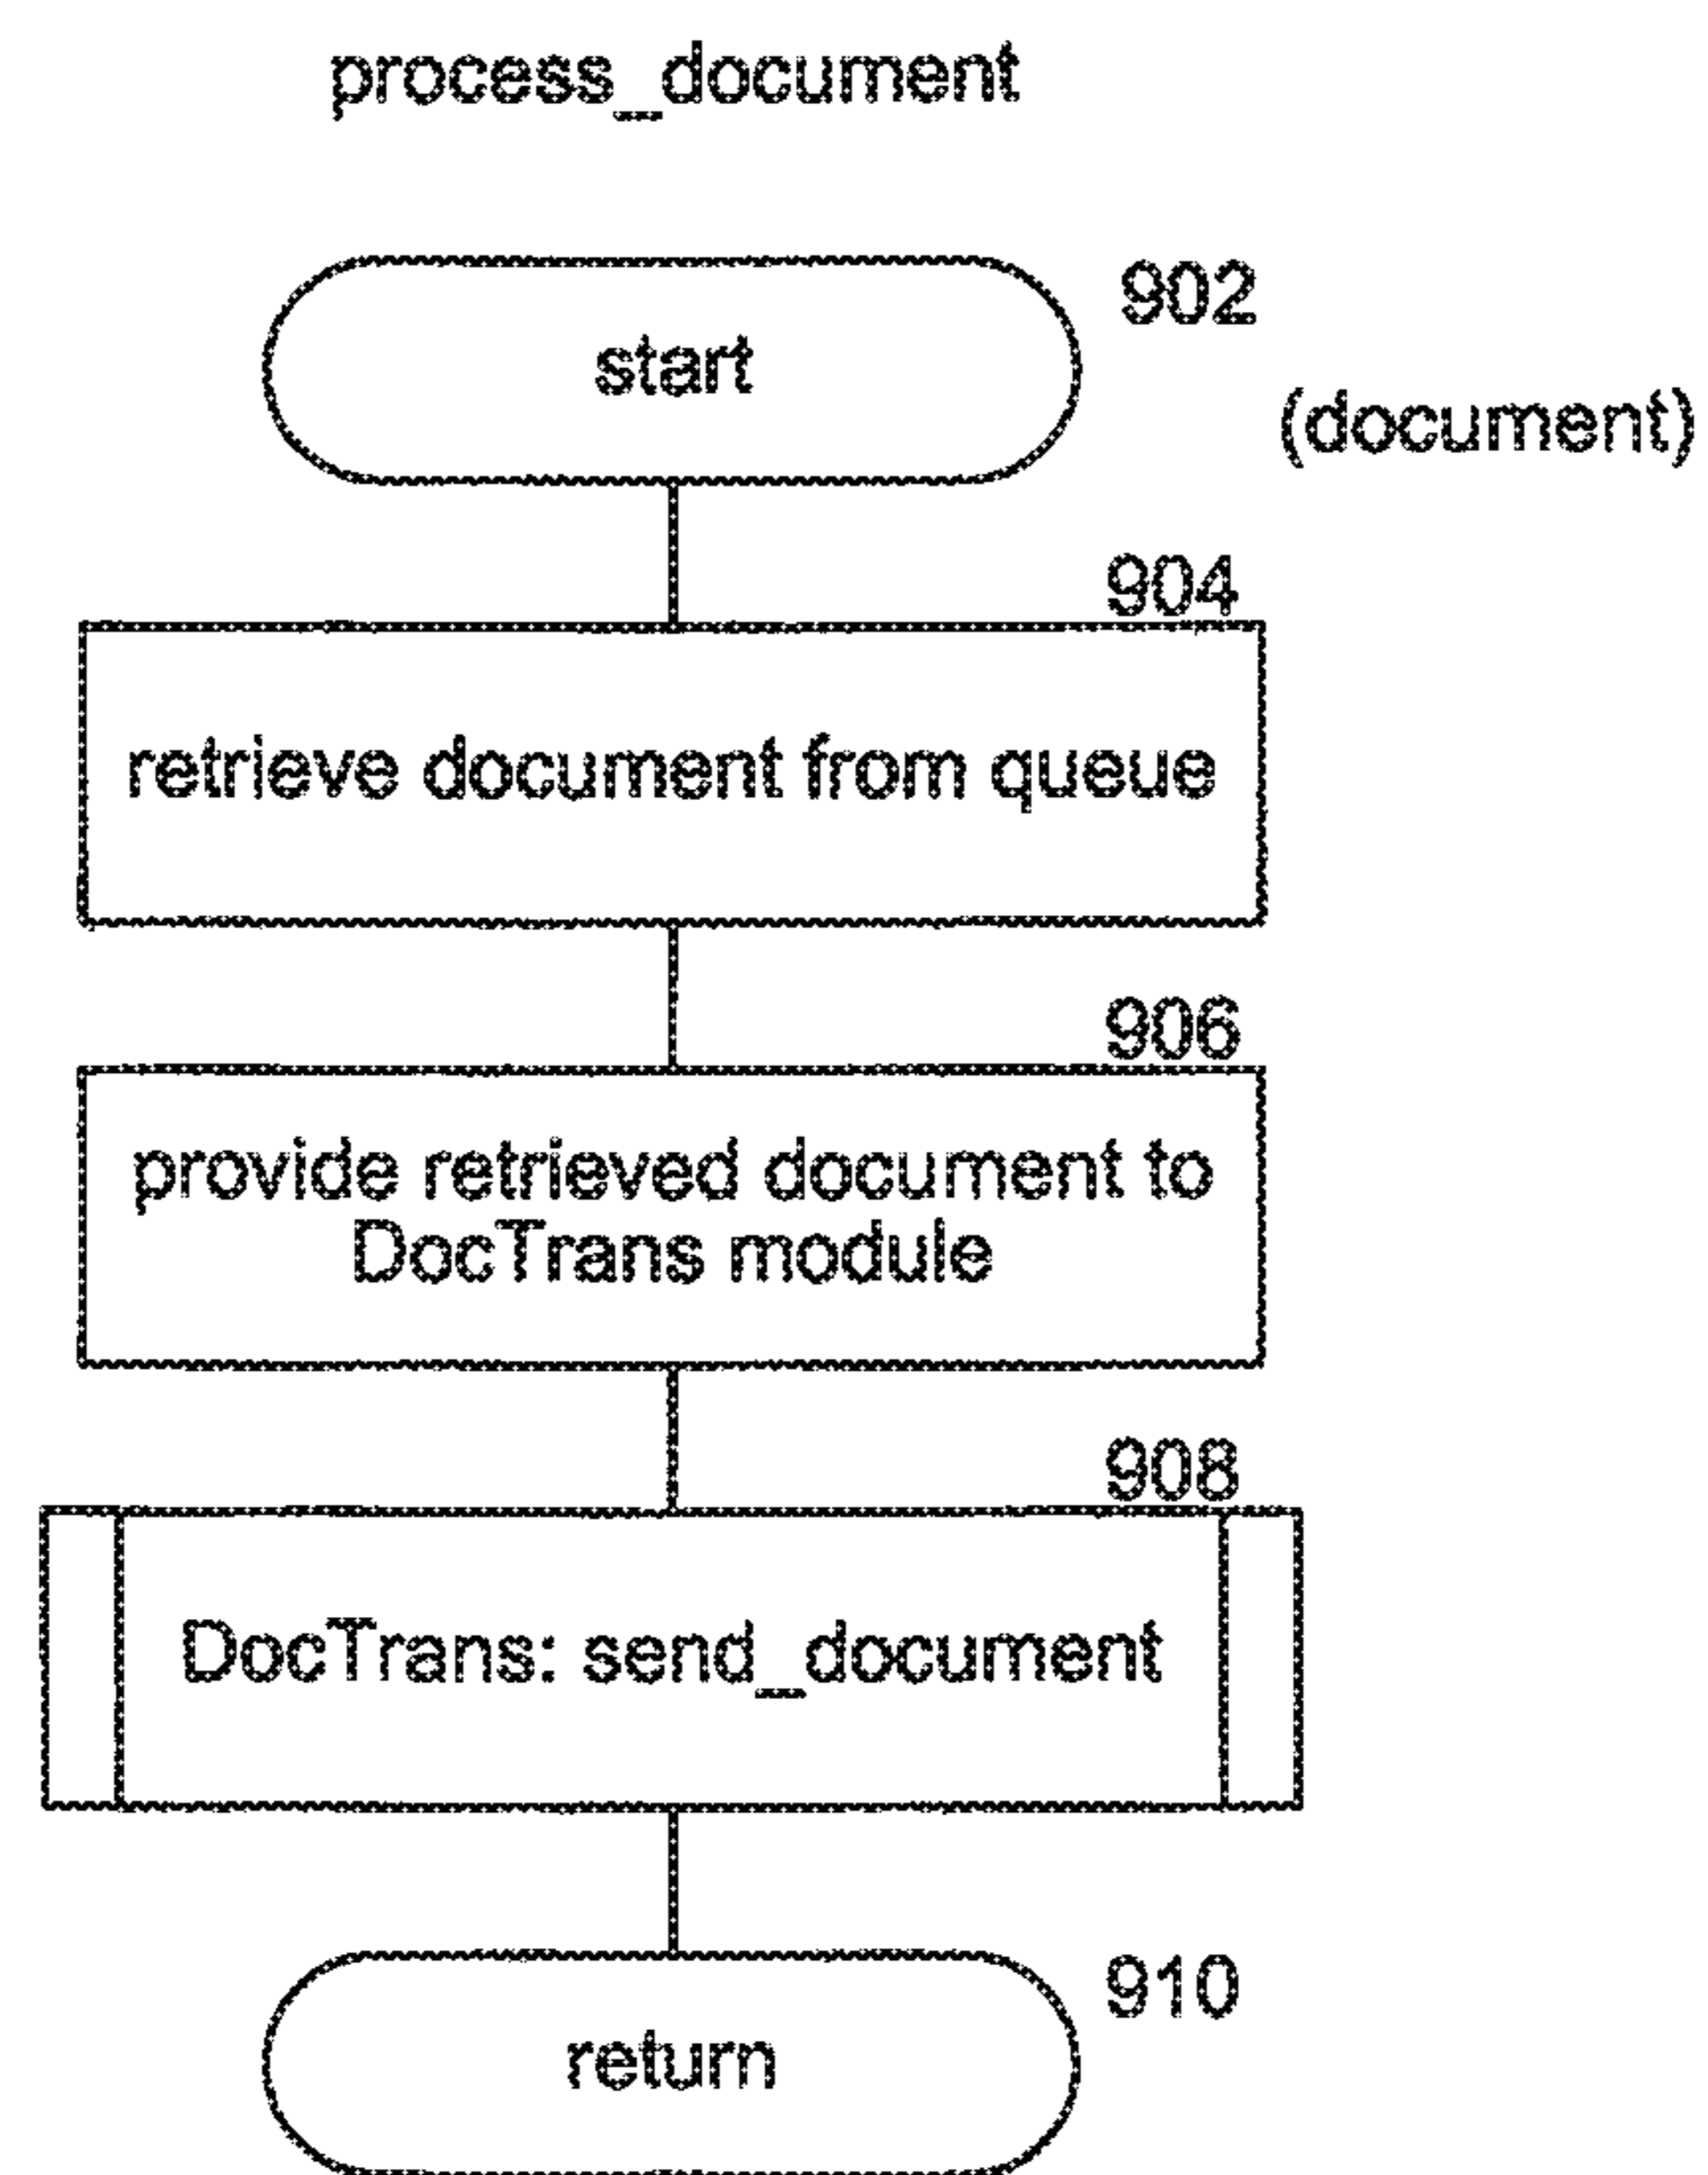 process_document
902
start
(document)
904
retrieve document from queue
906
provide retrieved document to
DocTrans module
908
DocTrans: send_document
910
return